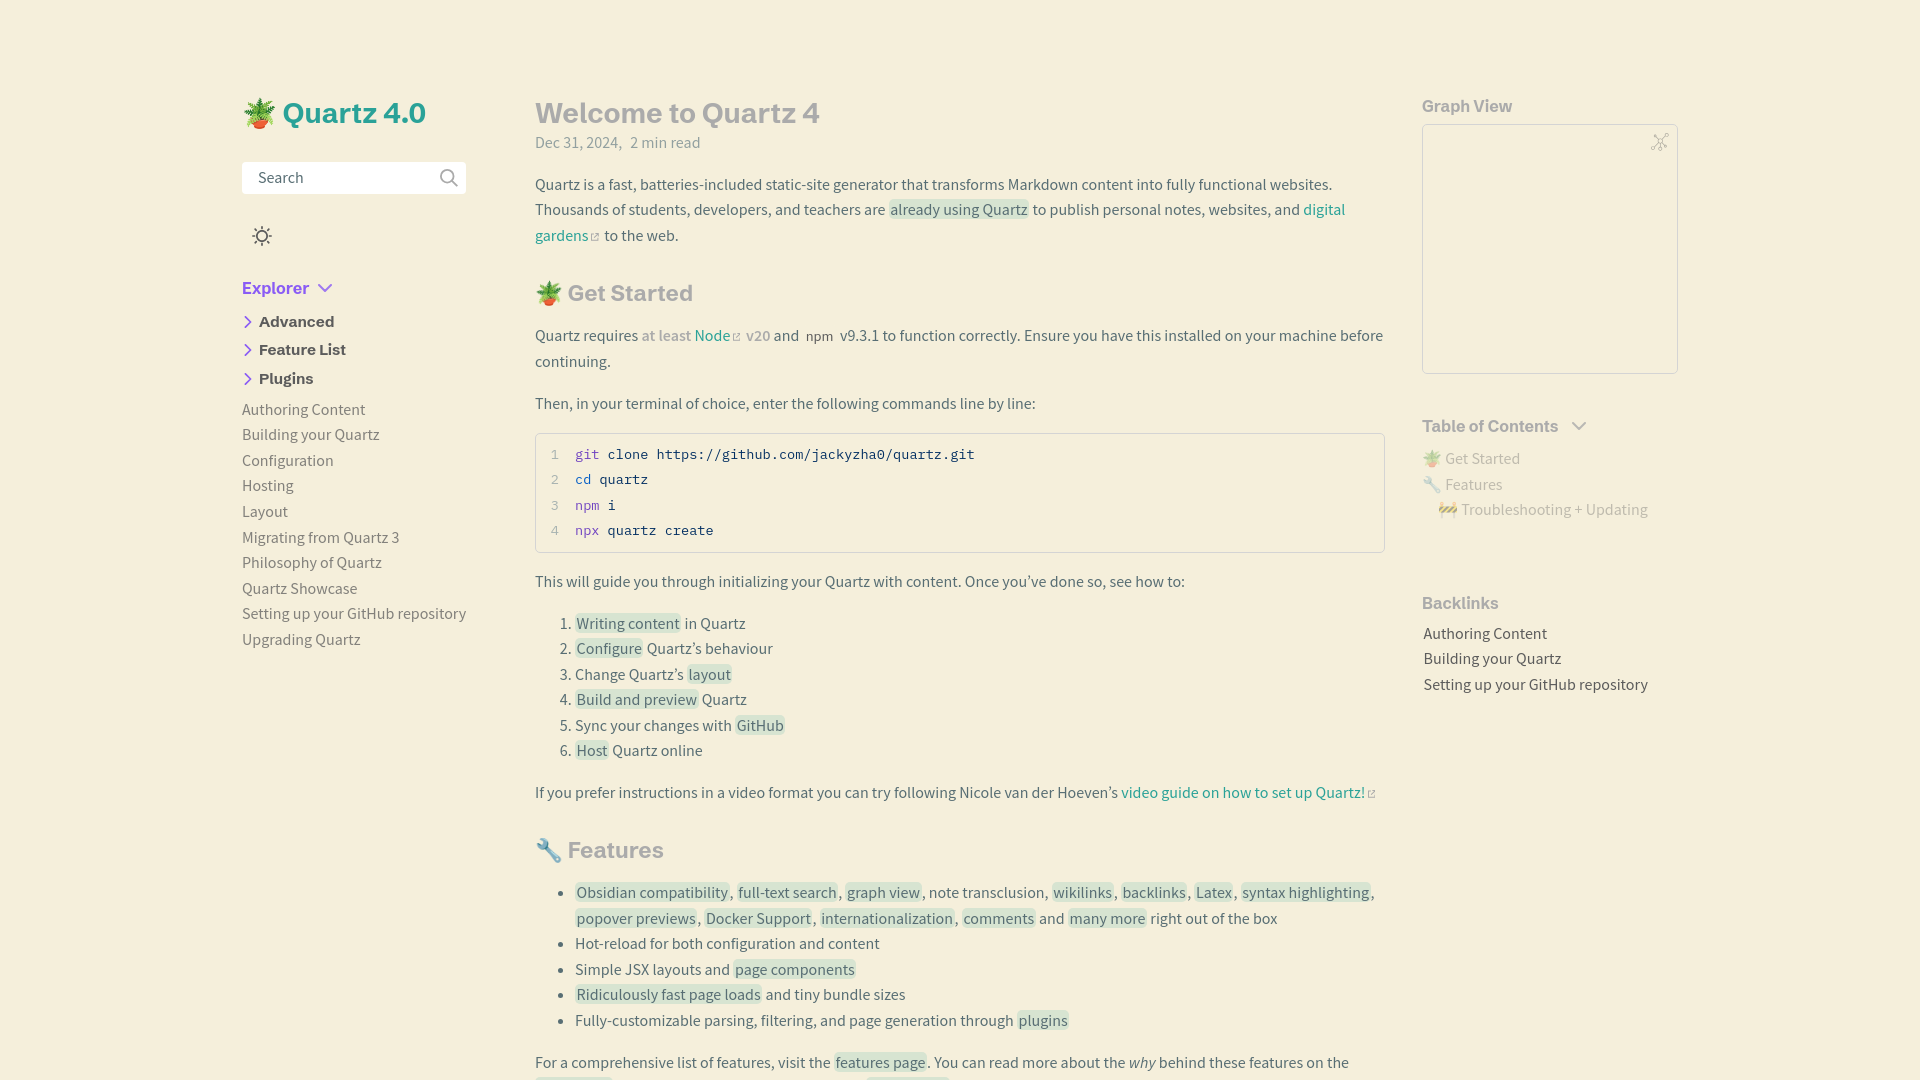 Quartz 4.0
Search
Explorer
Advanced
Feature List
Plugins
Authoring Content
Building your Quartz
Configuration
Hosting
Layout
Migrating from Quartz 3
Philosophy of Quartz
Quartz Showcase
Setting up your GitHub repository
Upgrading Quartz
Welcome to Quartz 4
Dec 31, 2024, 2 min read
Quartz is a fast, batteries-included static-site generator that transforms Markdown content into fully functional websites.
Thousands of students, developers, and teachers are already using Quartz to publish personal notes, websites, and digital
gardens to the web.
Get Started
Quartz requires at least Node v20 and npm v9.3.1 to function correctly. Ensure you have this installed on your machine before
continuing.
Then, in your terminal of choice, enter the following commands line by line:
1 git clone https://github.com/jackyzha0/quartz.git
2 cd quartz
3 npm i
4 npx quartz create
This will guide you through initializing your Quartz with content. Once you’ve done so, see how to:
1. Writing content in Quartz
2. Configure Quartz’s behaviour
3. Change Quartz’s layout
4. Build and preview Quartz
5. Sync your changes with GitHub
6. Host Quartz online
If you prefer instructions in a video format you can try following Nicole van der Hoeven’s video guide on how to set up Quartz!
Features
• Obsidian compatibility, full-text search, graph view, note transclusion, wikilinks, backlinks, Latex, syntax highlighting,
popover previews, Docker Support, internationalization, comments and many more right out of the box
• Hot-reload for both configuration and content
• Simple JSX layouts and page components
• Ridiculously fast page loads and tiny bundle sizes
• Fully-customizable parsing, filtering, and page generation through plugins
For a comprehensive list of features, visit the features page. You can read more about the why behind these features on the
Graph View
Table of Contents
Get Started
Features
Troubleshooting + Updating
Backlinks
Authoring Content
Building your Quartz
Setting up your GitHub repository